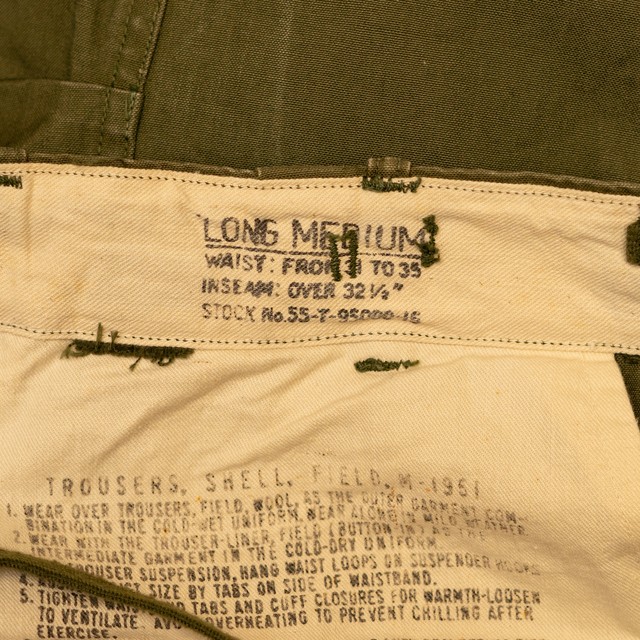 LONG MEDIUM
WAIST: FROM 31 TO 35
INSEAM: OVER 32½"
STOCK No. 55-T-95000-16
TROUSERS, SHELL, FIELD, M-1951
1. WEAR OVER TROUSERS, FIELD, WOOL, AS THE OUTER GARMENT COM-
BINATION IN THE COLD-WET UNIFORM. WEAR ALONE IN MILD WEATHER
2. WEAR WITH THE TROUSER-LINER, FIELD (BUTTON IN) AS THE
INTERMEDIATE GARMENT IN THE COLD-DRY UNIFORM.
TROUSER SUSPENSION, HANG WAIST LOOPS ON SUSPENDER HOOKS
4. SIZE BY TABS ON SIDE OF WAISTBAND.
5. TIGHTEN WAISTBAND TABS AND CUFF CLOSURES FOR WARMTH-LOOSEN
TO VENTILATE. AVOID OVERHEATING TO PREVENT CHILLING AFTER
EXERCISE.